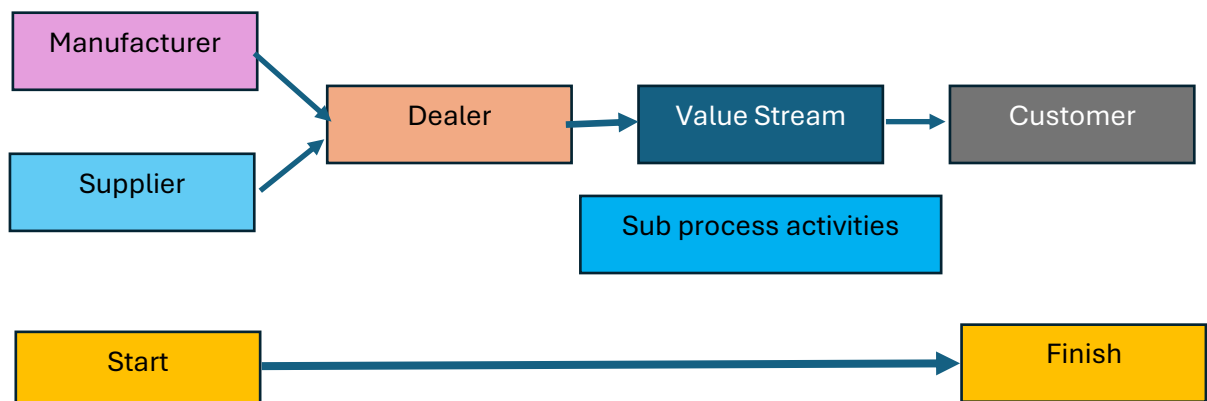 Manufacturer
Supplier
Dealer
Value Stream
Customer
Sub process activities
Start
Finish